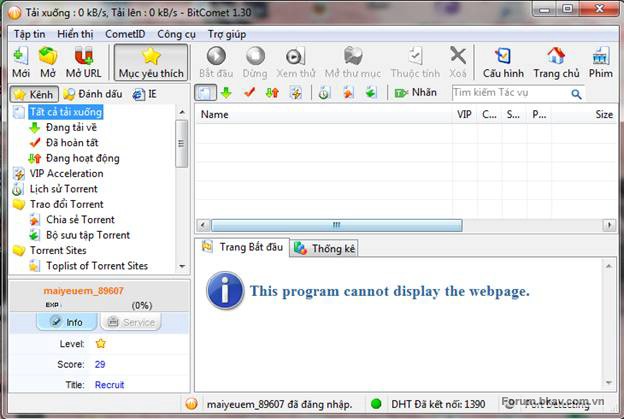 Tải xuống : 0 kB/s, Tải lên : 0 kB/s - BitComet 1.30
Tập tin Hiển thị CometID Công cụ Trợ giúp
Mới Mở Mở URL Mục yêu thích Bắt đầu Dừng Xem thử Mở thư mục Thuộc tính Xoá Cấu hình Trang chủ Phim
Kênh Đánh dấu IE
Nhãn Tìm kiếm Tác vụ
Name VIP C... S... P... Size
Tất cả tải xuống
Đang tải về
Đã hoàn tất
Đang hoạt động
VIP Acceleration
Lịch sử Torrent
Trao đổi Torrent
Chia sẻ Torrent
Bộ sưu tập Torrent
Torrent Sites
Toplist of Torrent Sites
Trang Bắt đầu Thống kê
This program cannot display the webpage.
maiyeuem_89607
EXP: (0%)
Info Service
Level:
Score: 29
Title: Recruit
maiyeuem_89607 đã đăng nhập. DHT Đã kết nối: 1390
Forum.bkav.com.vn